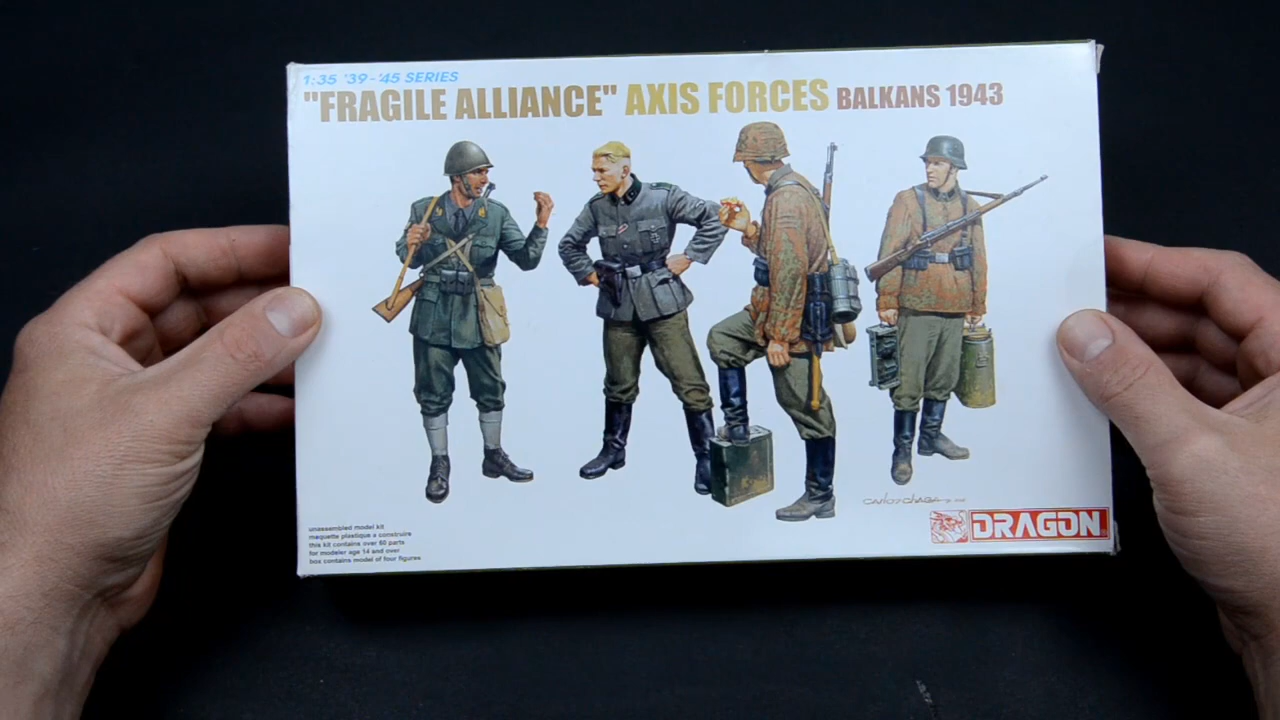 1:35 '39-'45 SERIES
"FRAGILE ALLIANCE" AXIS FORCES BALKANS 1943
unassembled model kit
maquette plastique a construire
this kit contains over 60 parts
for modeler age 14 and over
box contains model of four figures
DRAGON